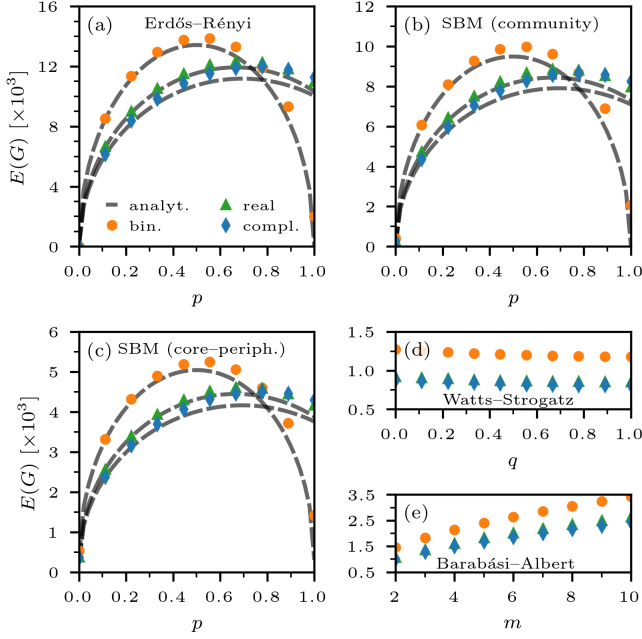 (a) Erdős–Rényi
E(G) [×10³]
16
12
8
4
0
analyt.
bin.
real
compl.
0.0 0.2 0.4 0.6 0.8 1.0
p
(b) SBM (community)
12
10
8
6
4
2
0
0.0 0.2 0.4 0.6 0.8 1.0
p
(c) SBM (core–periph.)
E(G) [×10³]
6
5
4
3
2
1
0
0.0 0.2 0.4 0.6 0.8 1.0
p
(d)
Watts–Strogatz
1.5
1.0
0.5
0.0 0.2 0.4 0.6 0.8 1.0
q
(e)
Barabási–Albert
3.5
2.5
1.5
0.5
2 4 6 8 10
m